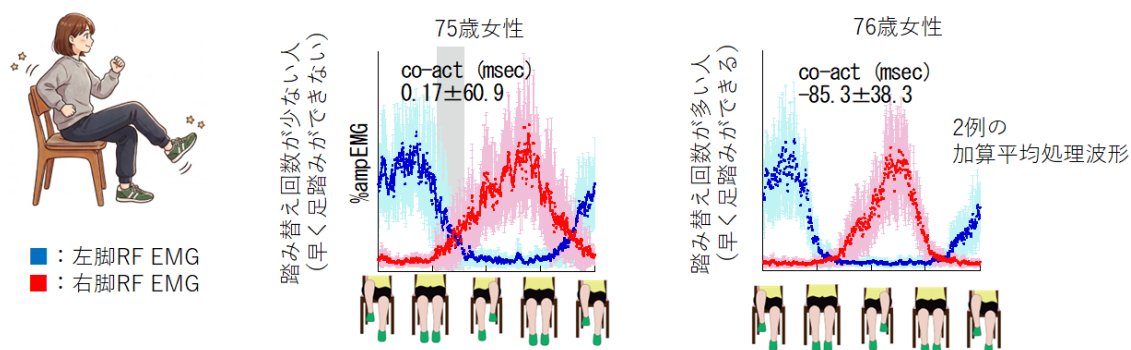 75歳女性
踏み替え回数が少ない人
(早く足踏みができない)
%ampEMG
co-act (msec)
0.17±60.9
76歳女性
踏み替え回数が多い人
(早く足踏みができる)
co-act (msec)
-85.3±38.3
2例の
加算平均処理波形
：左脚RF EMG
：右脚RF EMG